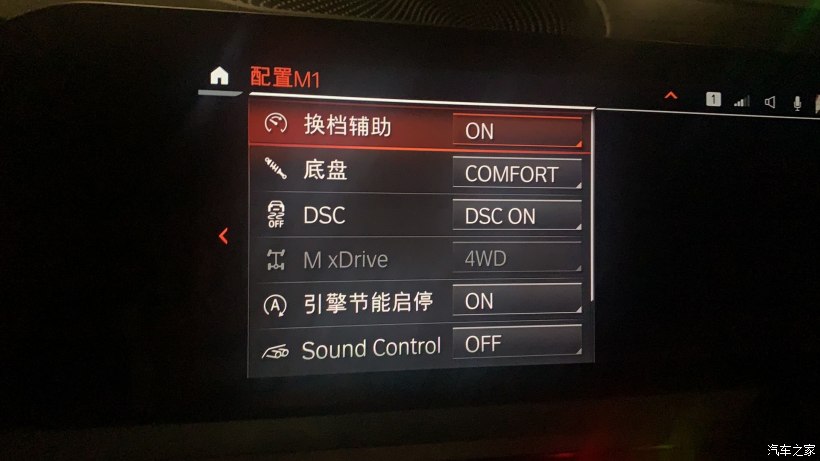 配置M1
1
换档辅助 ON
底盘 COMFORT
OFF DSC DSC ON
M xDrive 4WD
A 引擎节能启停 ON
Sound Control OFF
汽车之家